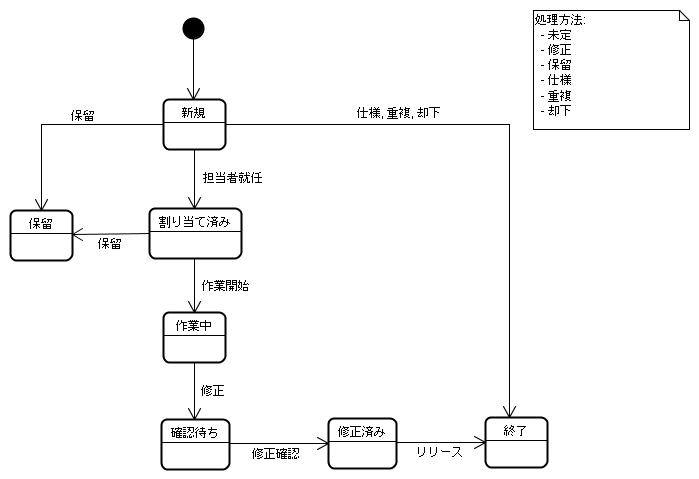 処理方法:
- 未定
- 修正
- 保留
- 仕様
- 重複
- 却下
新規
保留
仕様, 重複, 却下
担当者就任
保留
割り当て済み
保留
作業開始
作業中
修正
確認待ち
修正確認
修正済み
リリース
終了